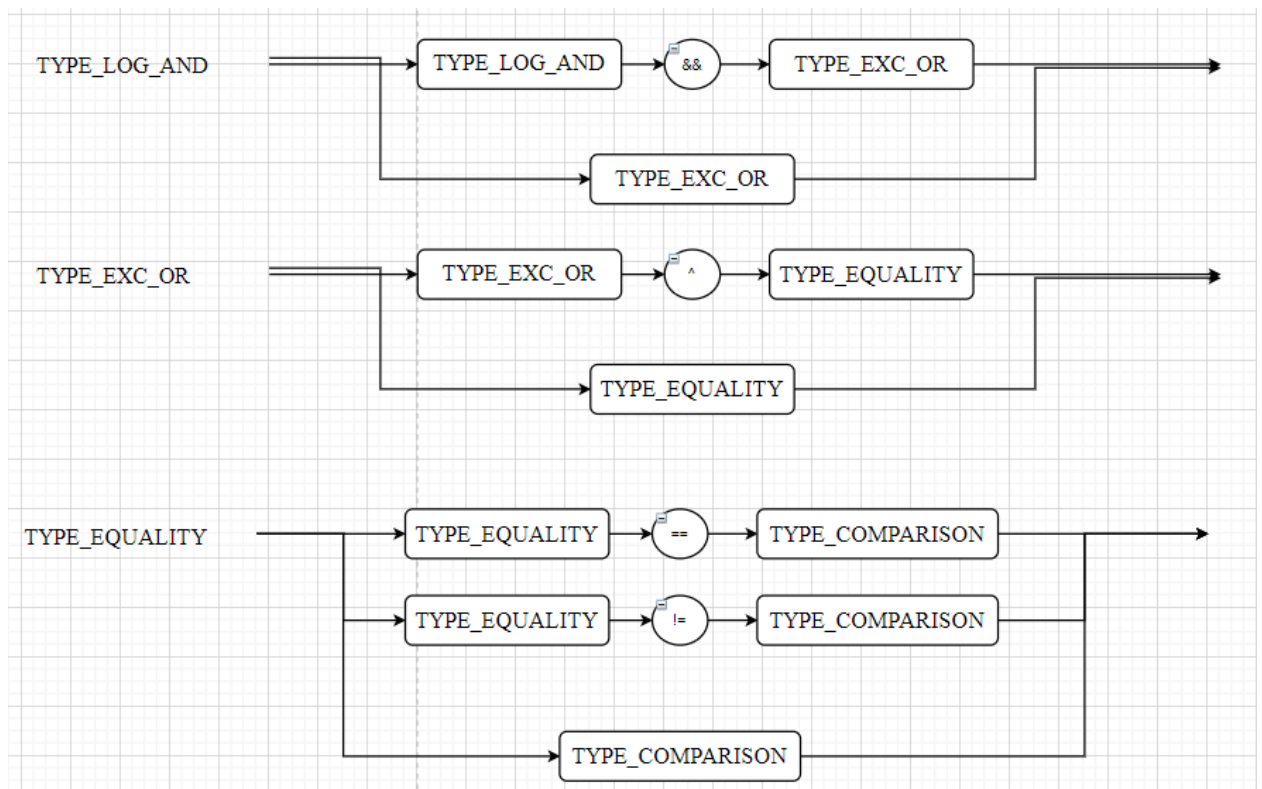 TYPE_LOG_AND TYPE_LOG_AND && TYPE_EXC_OR
TYPE_EXC_OR
TYPE_EXC_OR TYPE_EXC_OR ^ TYPE_EQUALITY
TYPE_EQUALITY
TYPE_EQUALITY TYPE_EQUALITY == TYPE_COMPARISON
TYPE_EQUALITY != TYPE_COMPARISON
TYPE_COMPARISON